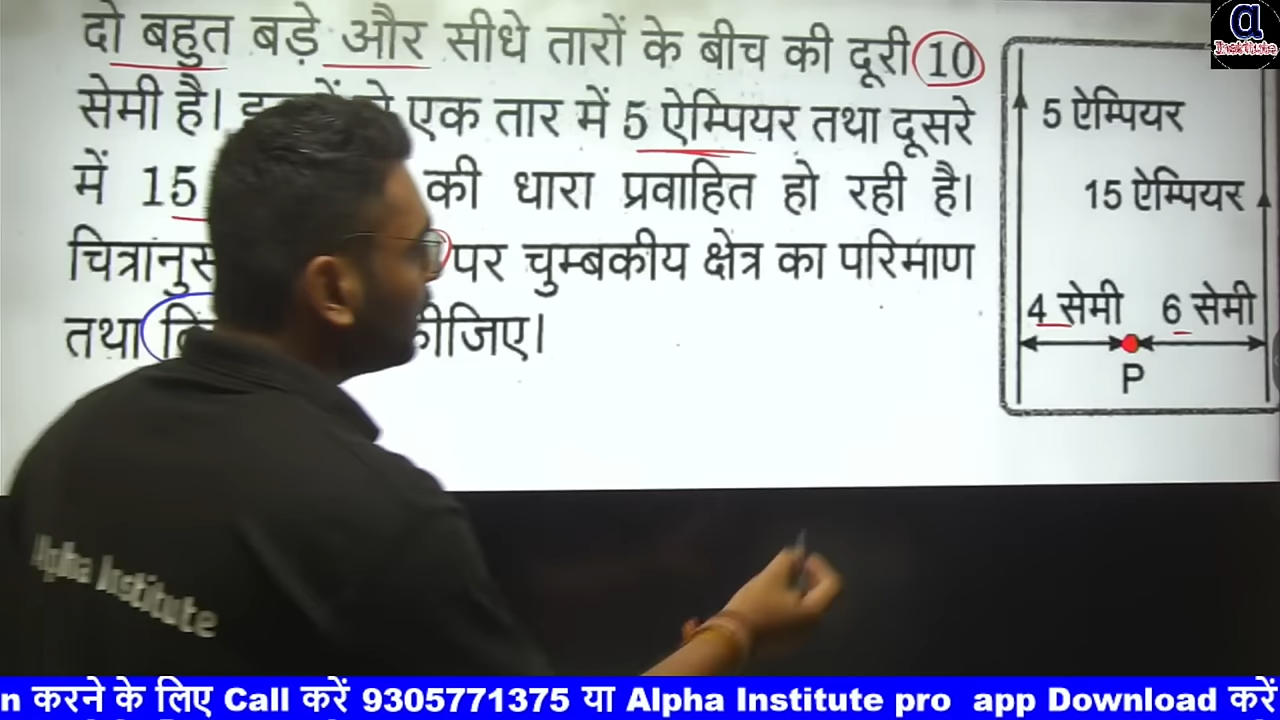 दो बहुत बड़े और सीधे तारों के बीच की दूरी 10
सेमी है। एक तार में 5 ऐम्पियर तथा दूसरे
में 15 की धारा प्रवाहित हो रही है।
पर चुम्बकीय क्षेत्र का परिमाण
तथा कीजिए।
5 ऐम्पियर
15 ऐम्पियर
4 सेमी 6 सेमी
P
α
Institute
Alpha Institute
n करने के लिए Call करें 9305771375 या Alpha Institute pro app Download करें